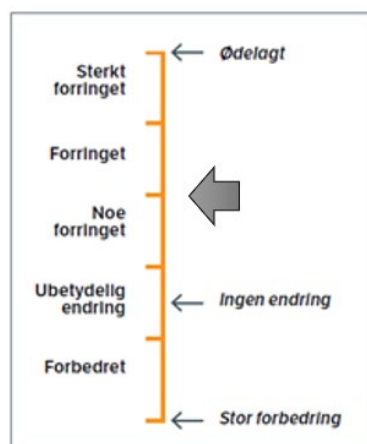 Ødelagt
Sterkt
forringet
Forringet
Noe
forringet
Ubetydelig
endring
Ingen endring
Forbedret
Stor forbedring